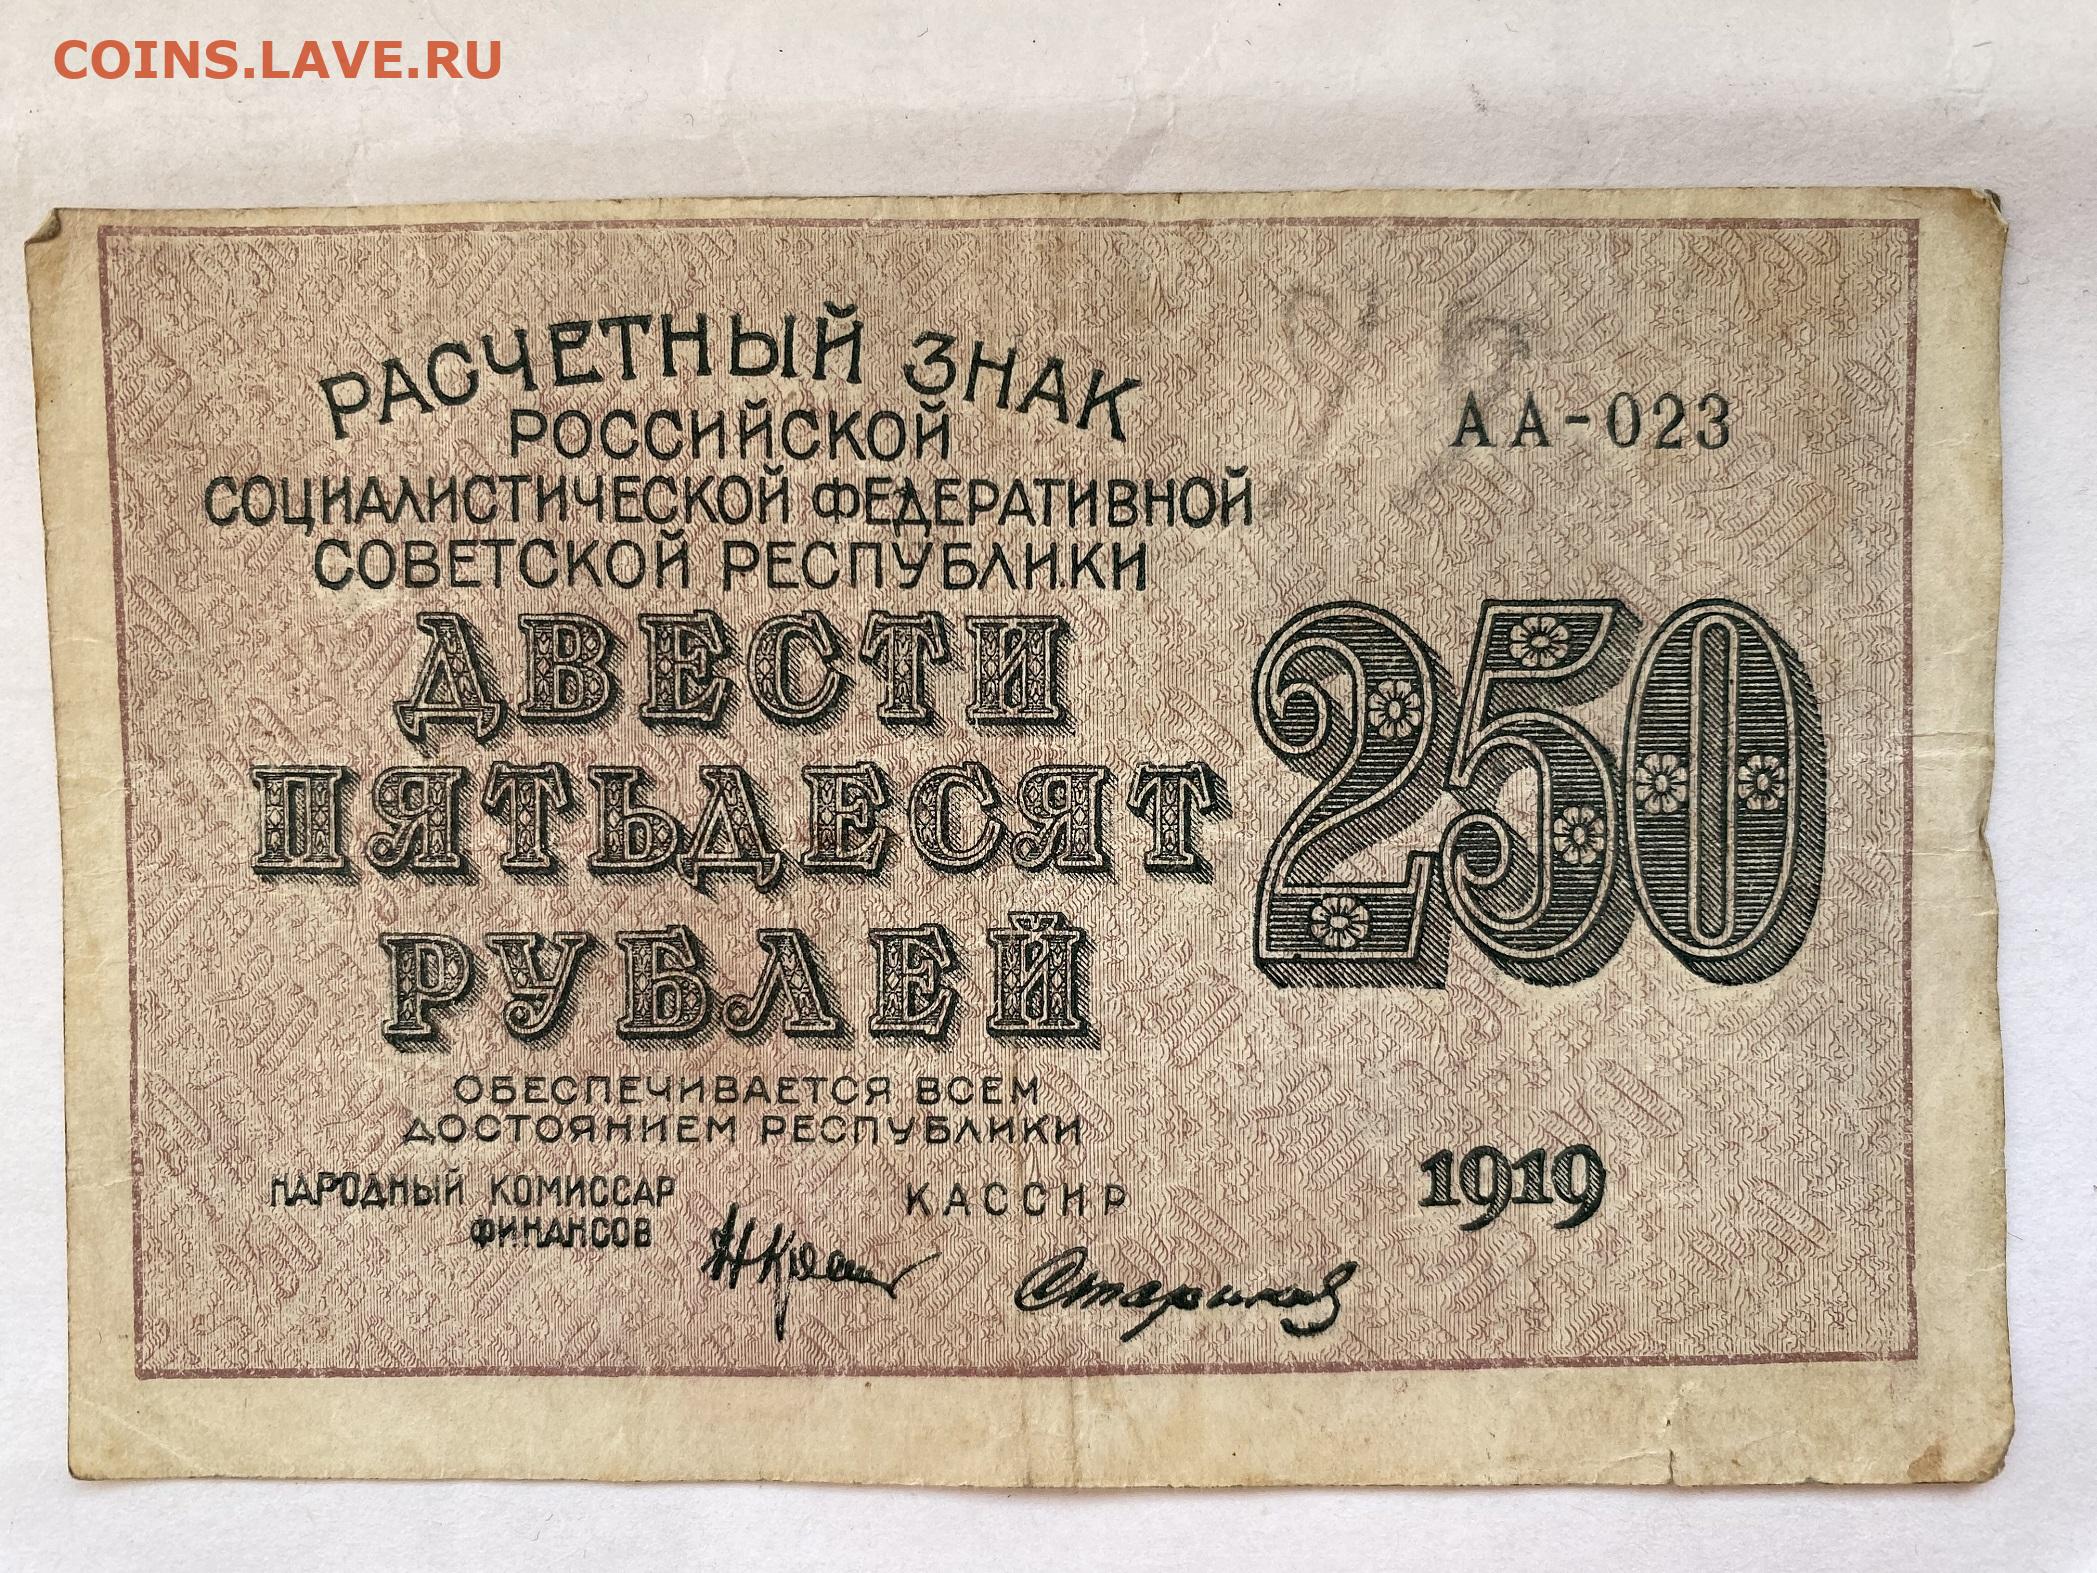 COINS.LAVE.RU
РАСЧЕТНЫЙ ЗНАК
РОССИЙСКОЙ
СОЦИАЛИСТИЧЕСКОЙ ФЕДЕРАТИВНОЙ
СОВЕТСКОЙ РЕСПУБЛИКИ
АА-023
ДВЕСТИ
ПЯТЬДЕСЯТ
РУБЛЕЙ
250
ОБЕСПЕЧИВАЕТСЯ ВСЕМ
ДОСТОЯНИЕМ РЕСПУБЛИКИ
НАРОДНЫЙ КОМИССАР
ФИНАНСОВ
КАССИР
1919
Стариков